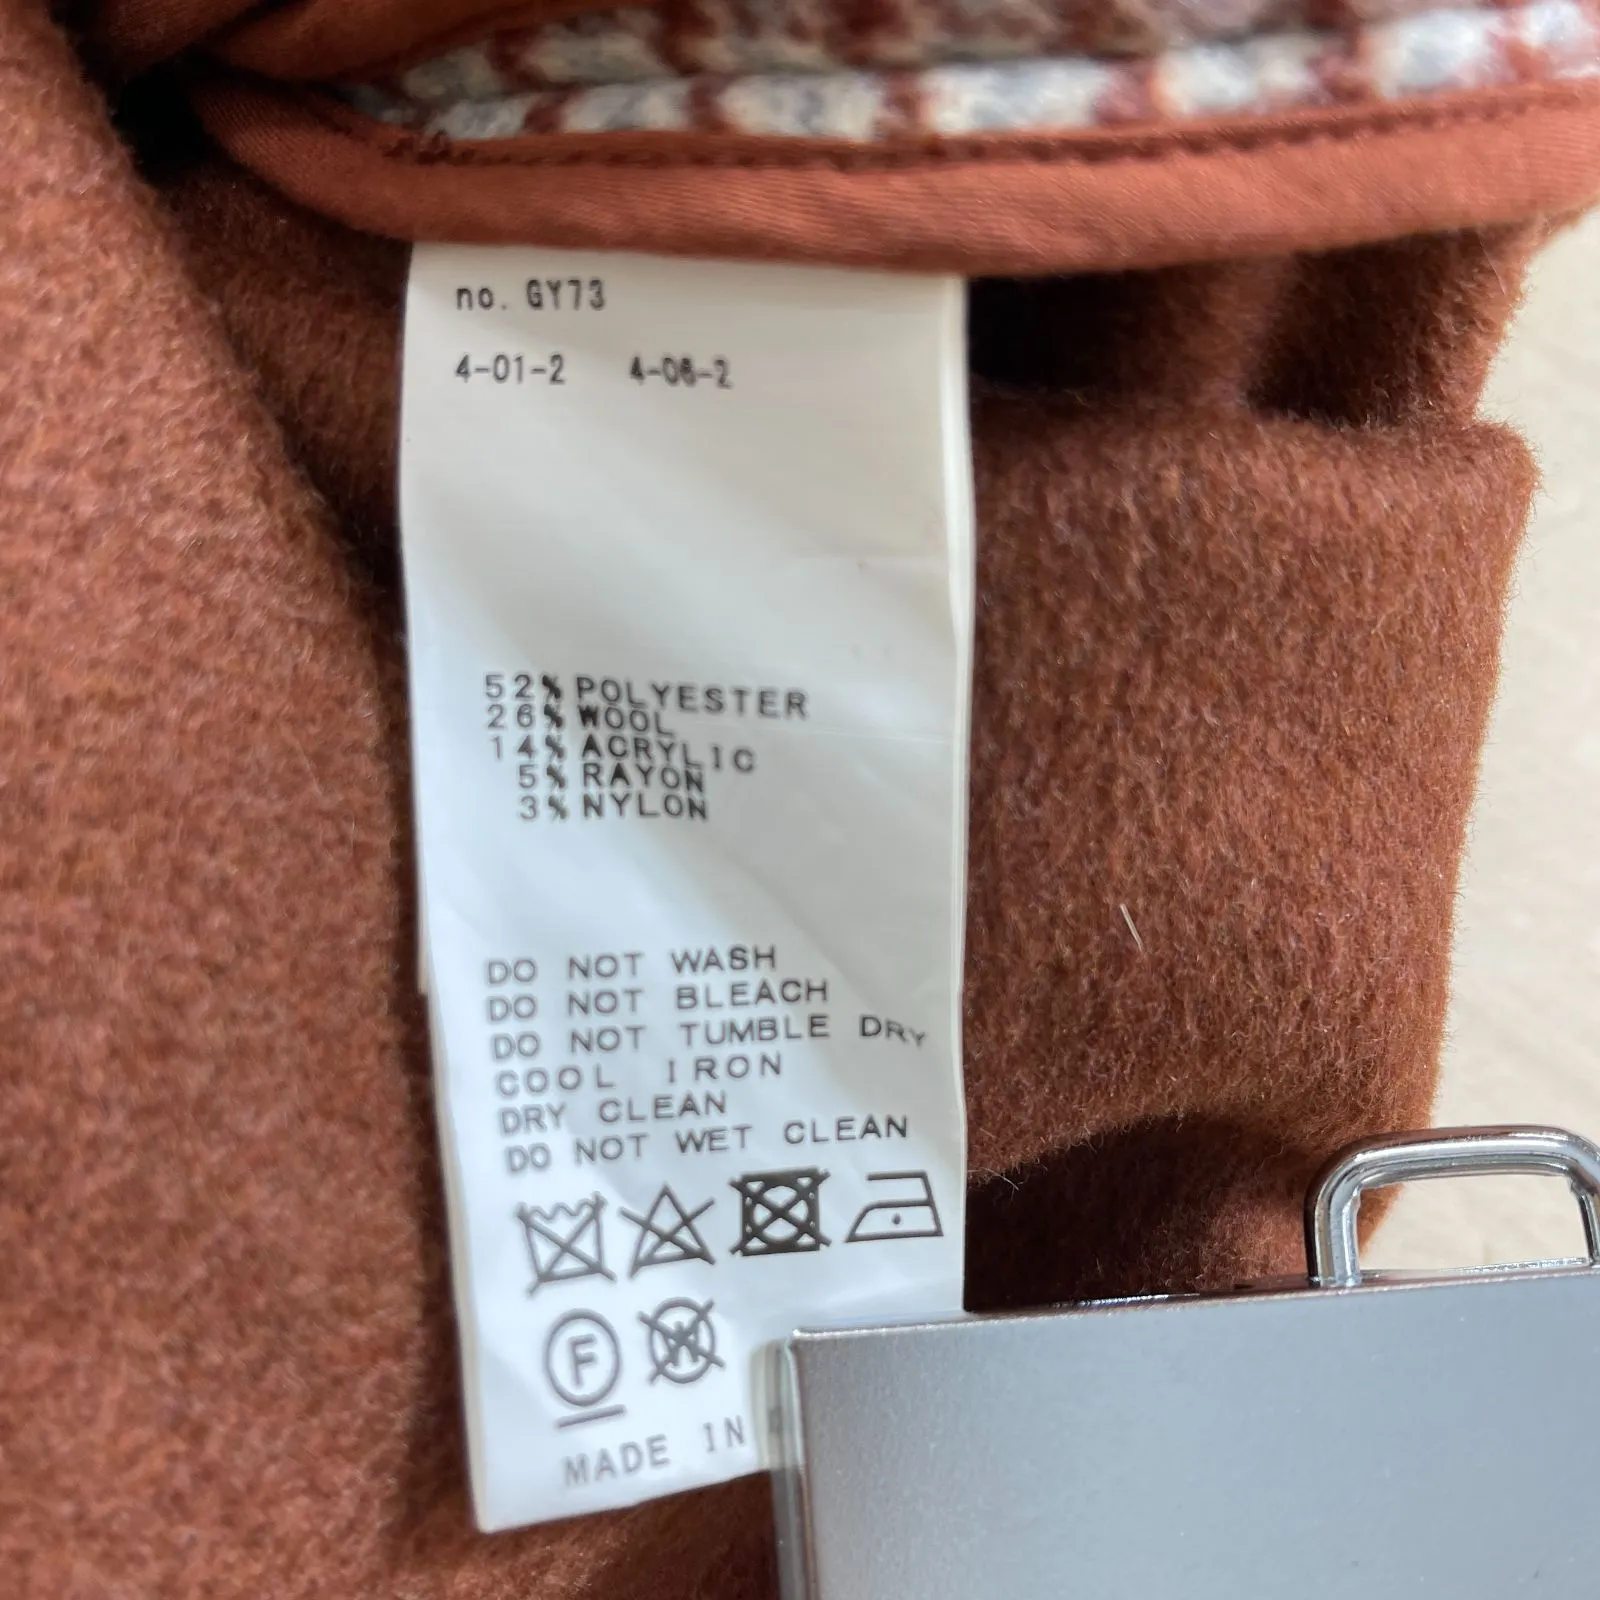 no. GY73
4-01-2 4-06-2
52% POLYESTER
26% WOOL
14% ACRYLIC
5% RAYON
3% NYLON
DO NOT WASH
DO NOT BLEACH
DO NOT TUMBLE DRY
COOL IRON
DRY CLEAN
DO NOT WET CLEAN
F W
MADE IN